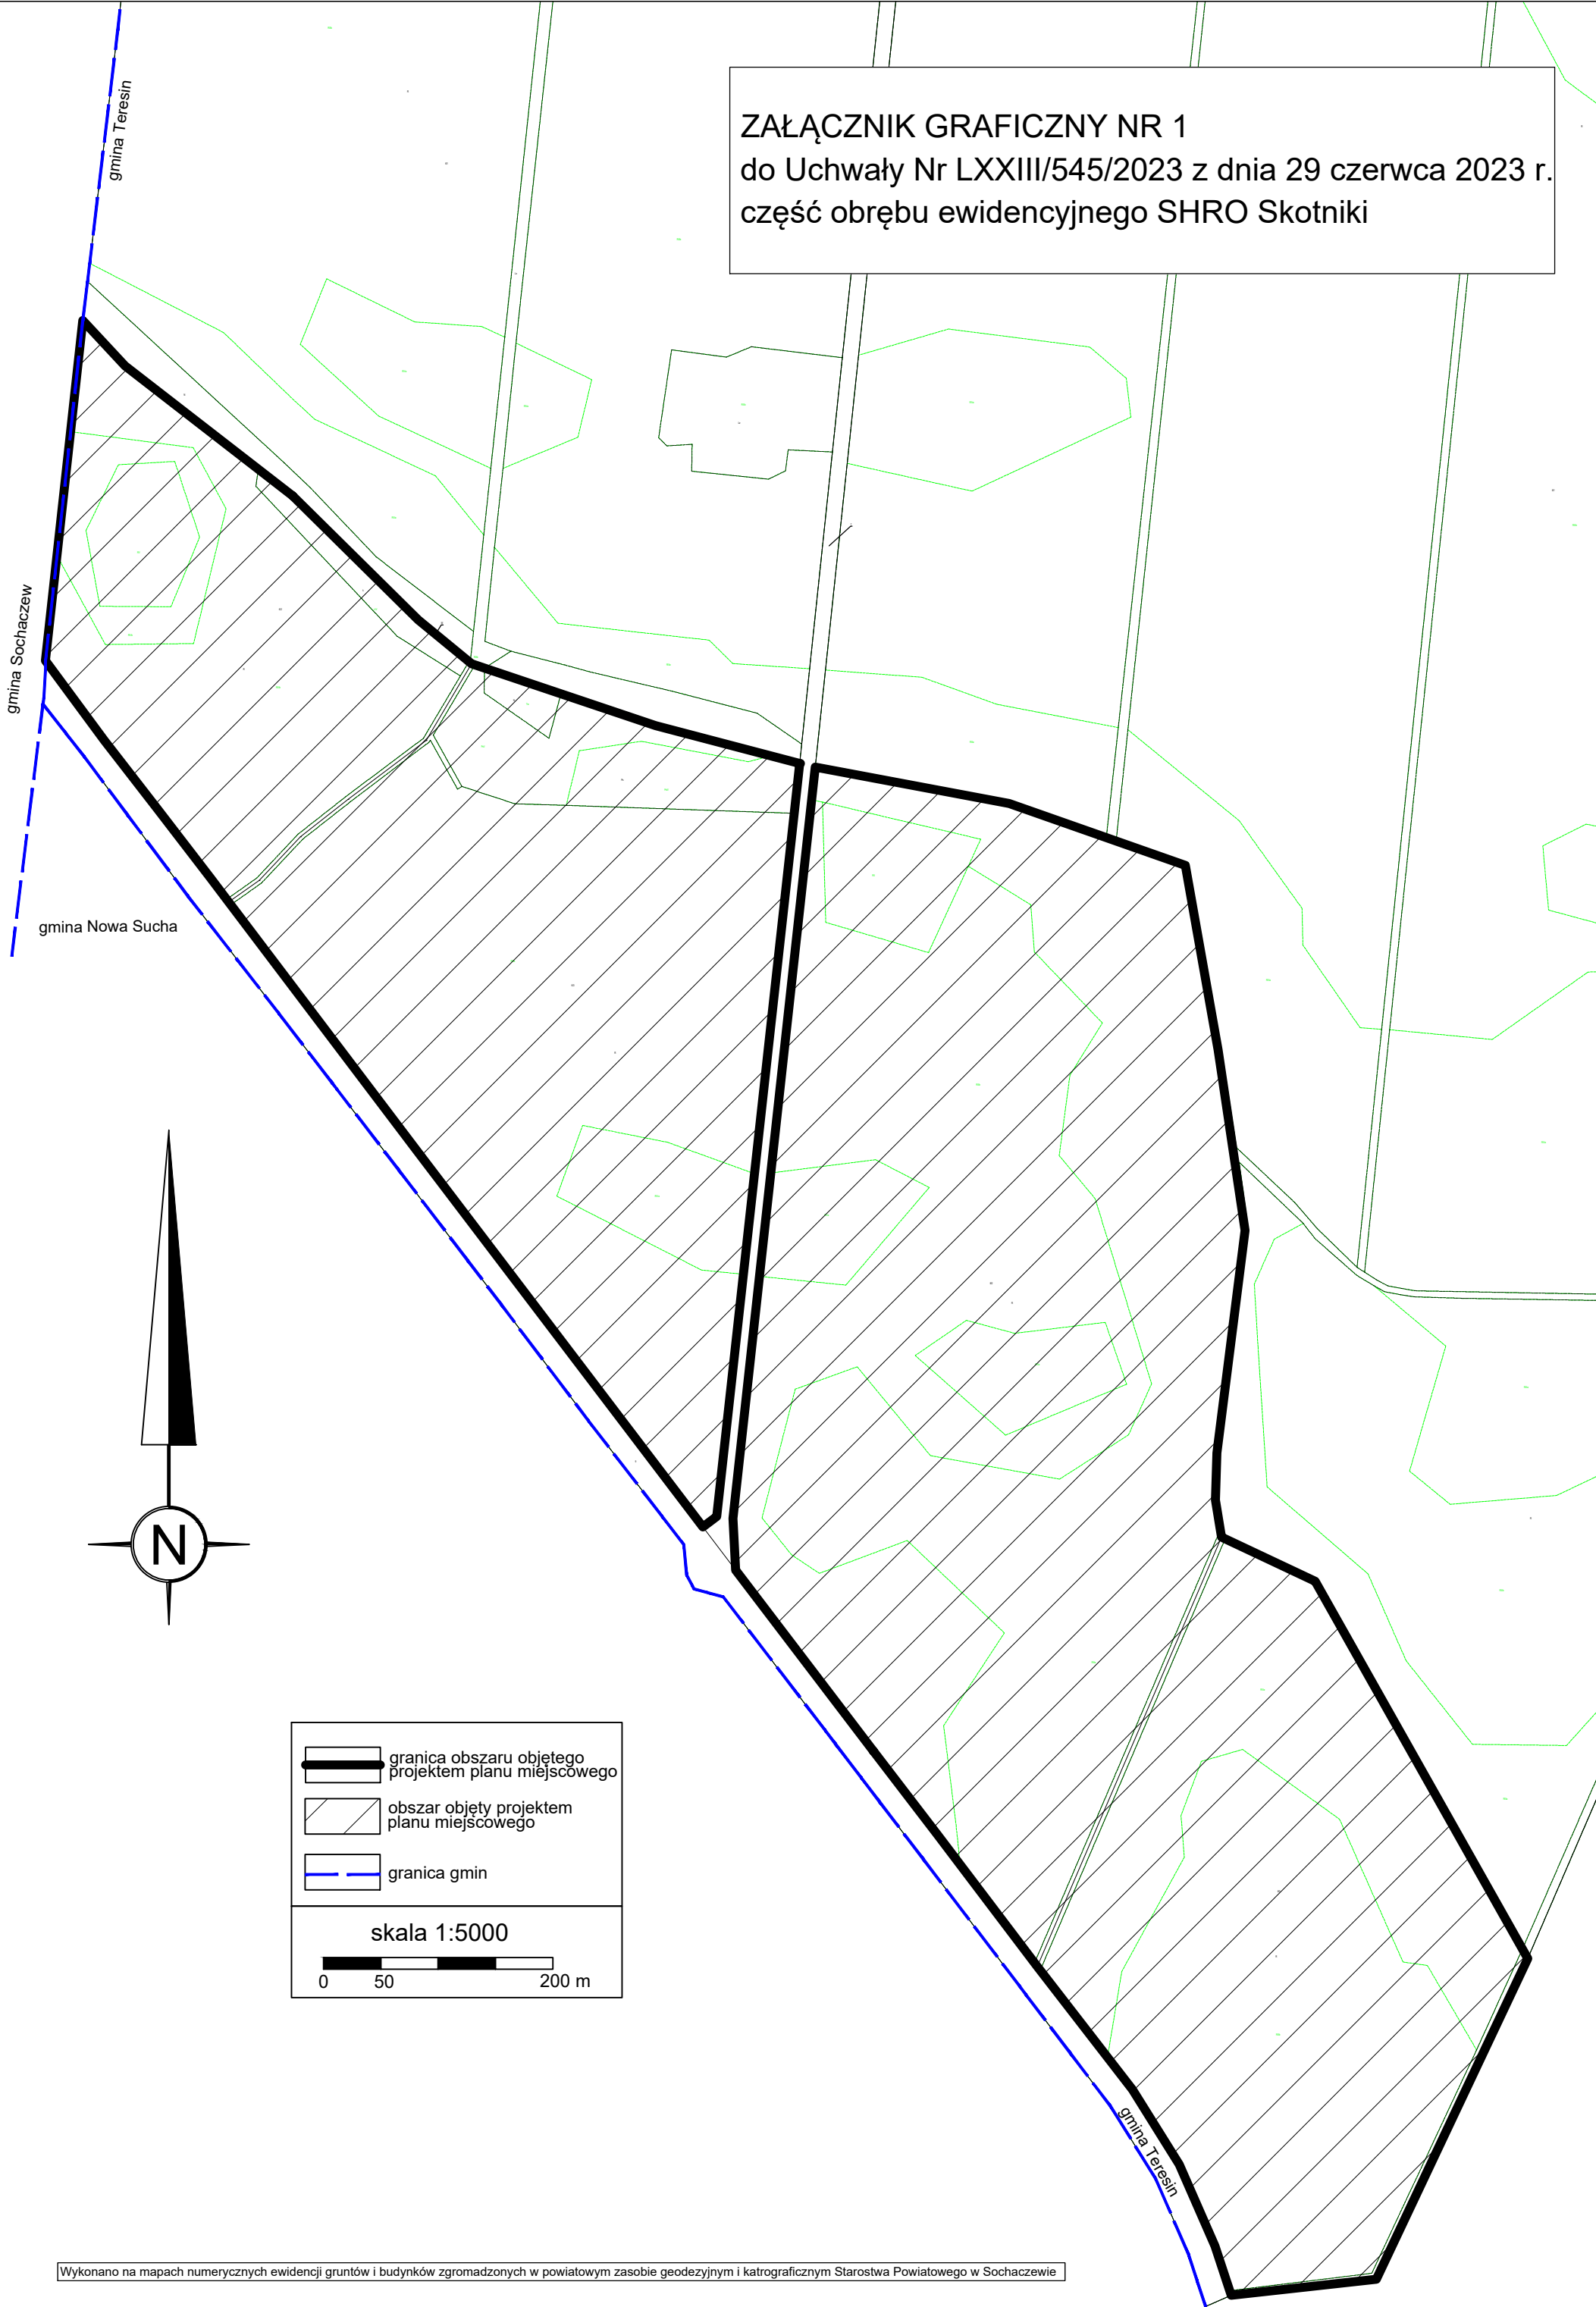 ZAŁĄCZNIK GRAFICZNY NR 1
do Uchwały Nr LXXIII/545/2023 z dnia 29 czerwca 2023 r.
część obrębu ewidencyjnego SHRO Skotniki
gmina Teresin
gmina Sochaczew
gmina Nowa Sucha
N
granica obszaru objętego
projektem planu miejscowego
obszar objęty projektem
planu miejscowego
granica gmin
skala 1:5000
0 50 200 m
gmina Teresin
Wykonano na mapach numerycznych ewidencji gruntów i budynków zgromadzonych w powiatowym zasobie geodezyjnym i katrograficznym Starostwa Powiatowego w Sochaczewie